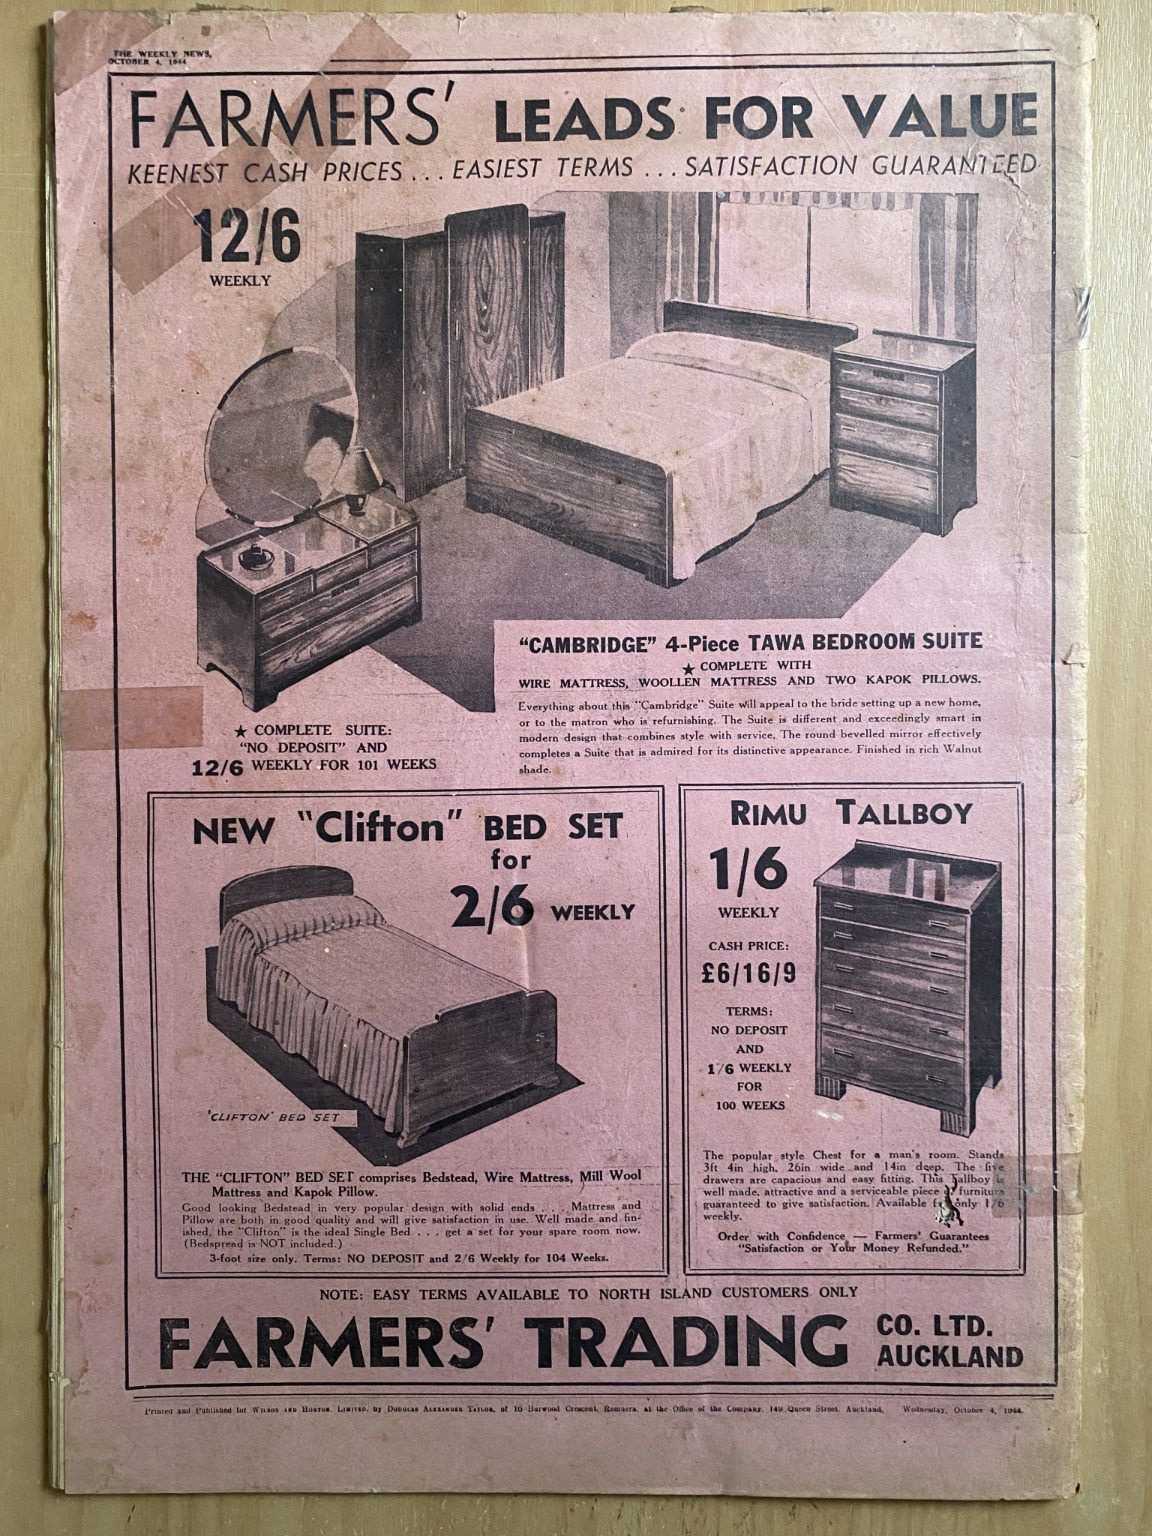 THE WEEKLY NEWS,
OCTOBER 4, 1944
FARMERS' LEADS FOR VALUE
KEENEST CASH PRICES ... EASIEST TERMS ... SATISFACTION GUARANTEED
12/6
WEEKLY
"CAMBRIDGE" 4-Piece TAWA BEDROOM SUITE
★ COMPLETE WITH
WIRE MATTRESS, WOOLLEN MATTRESS AND TWO KAPOK PILLOWS.
Everything about this "Cambridge" Suite will appeal to the bride setting up a new home,
or to the matron who is refurnishing. The Suite is different and exceedingly smart in
modern design that combines style with service. The round bevelled mirror effectively
completes a Suite that is admired for its distinctive appearance. Finished in rich Walnut
shade.
★ COMPLETE SUITE:
"NO DEPOSIT" AND
12/6 WEEKLY FOR 101 WEEKS
NEW "Clifton" BED SET
for
2/6 WEEKLY
'CLIFTON' BED SET
THE "CLIFTON" BED SET comprises Bedstead, Wire Mattress, Mill Wool
Mattress and Kapok Pillow.
Good looking Bedstead in very popular design with solid ends . . . Mattress and
Pillow are both in good quality and will give satisfaction in use. Well made and fin-
ished, the "Clifton" is the ideal Single Bed . . . . get a set for your spare room now.
(Bedspread is NOT included.)
3-foot size only. Terms: NO DEPOSIT and 2/6 Weekly for 104 Weeks.
RIMU TALLBOY
1/6
WEEKLY
CASH PRICE:
£6/16/9
TERMS:
NO DEPOSIT
AND
1/6 WEEKLY
FOR
100 WEEKS
The popular style Chest for a man's room. Stands
3ft 4in high, 26in wide and 14in deep. The five
drawers are capacious and easy fitting. This Tallboy is
well made, attractive and a serviceable piece furniture
guaranteed to give satisfaction. Available only 1/6
weekly.
Order with Confidence — Farmers' Guarantees
"Satisfaction or Your Money Refunded."
NOTE: EASY TERMS AVAILABLE TO NORTH ISLAND CUSTOMERS ONLY
FARMERS' TRADING CO. LTD.
AUCKLAND
Printed and Published for WILSON AND HORTON, LIMITED, by DOUGLAS ALEXANDER TAYLOR, of 10 Burwood Crescent, Remuera, at the Office of the Company, 149 Queen Street, Auckland. Wednesday, October 4, 1944.